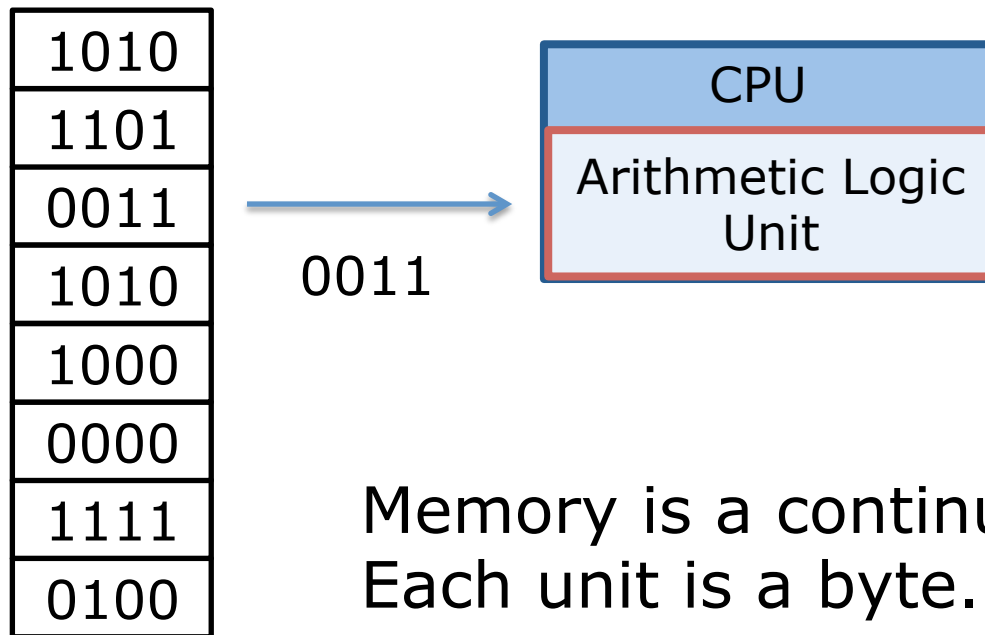 1010
1101
0011
1010
1000
0000
1111
0100
0011
CPU
Arithmetic Logic
Unit
Memory is a continu
Each unit is a byte.